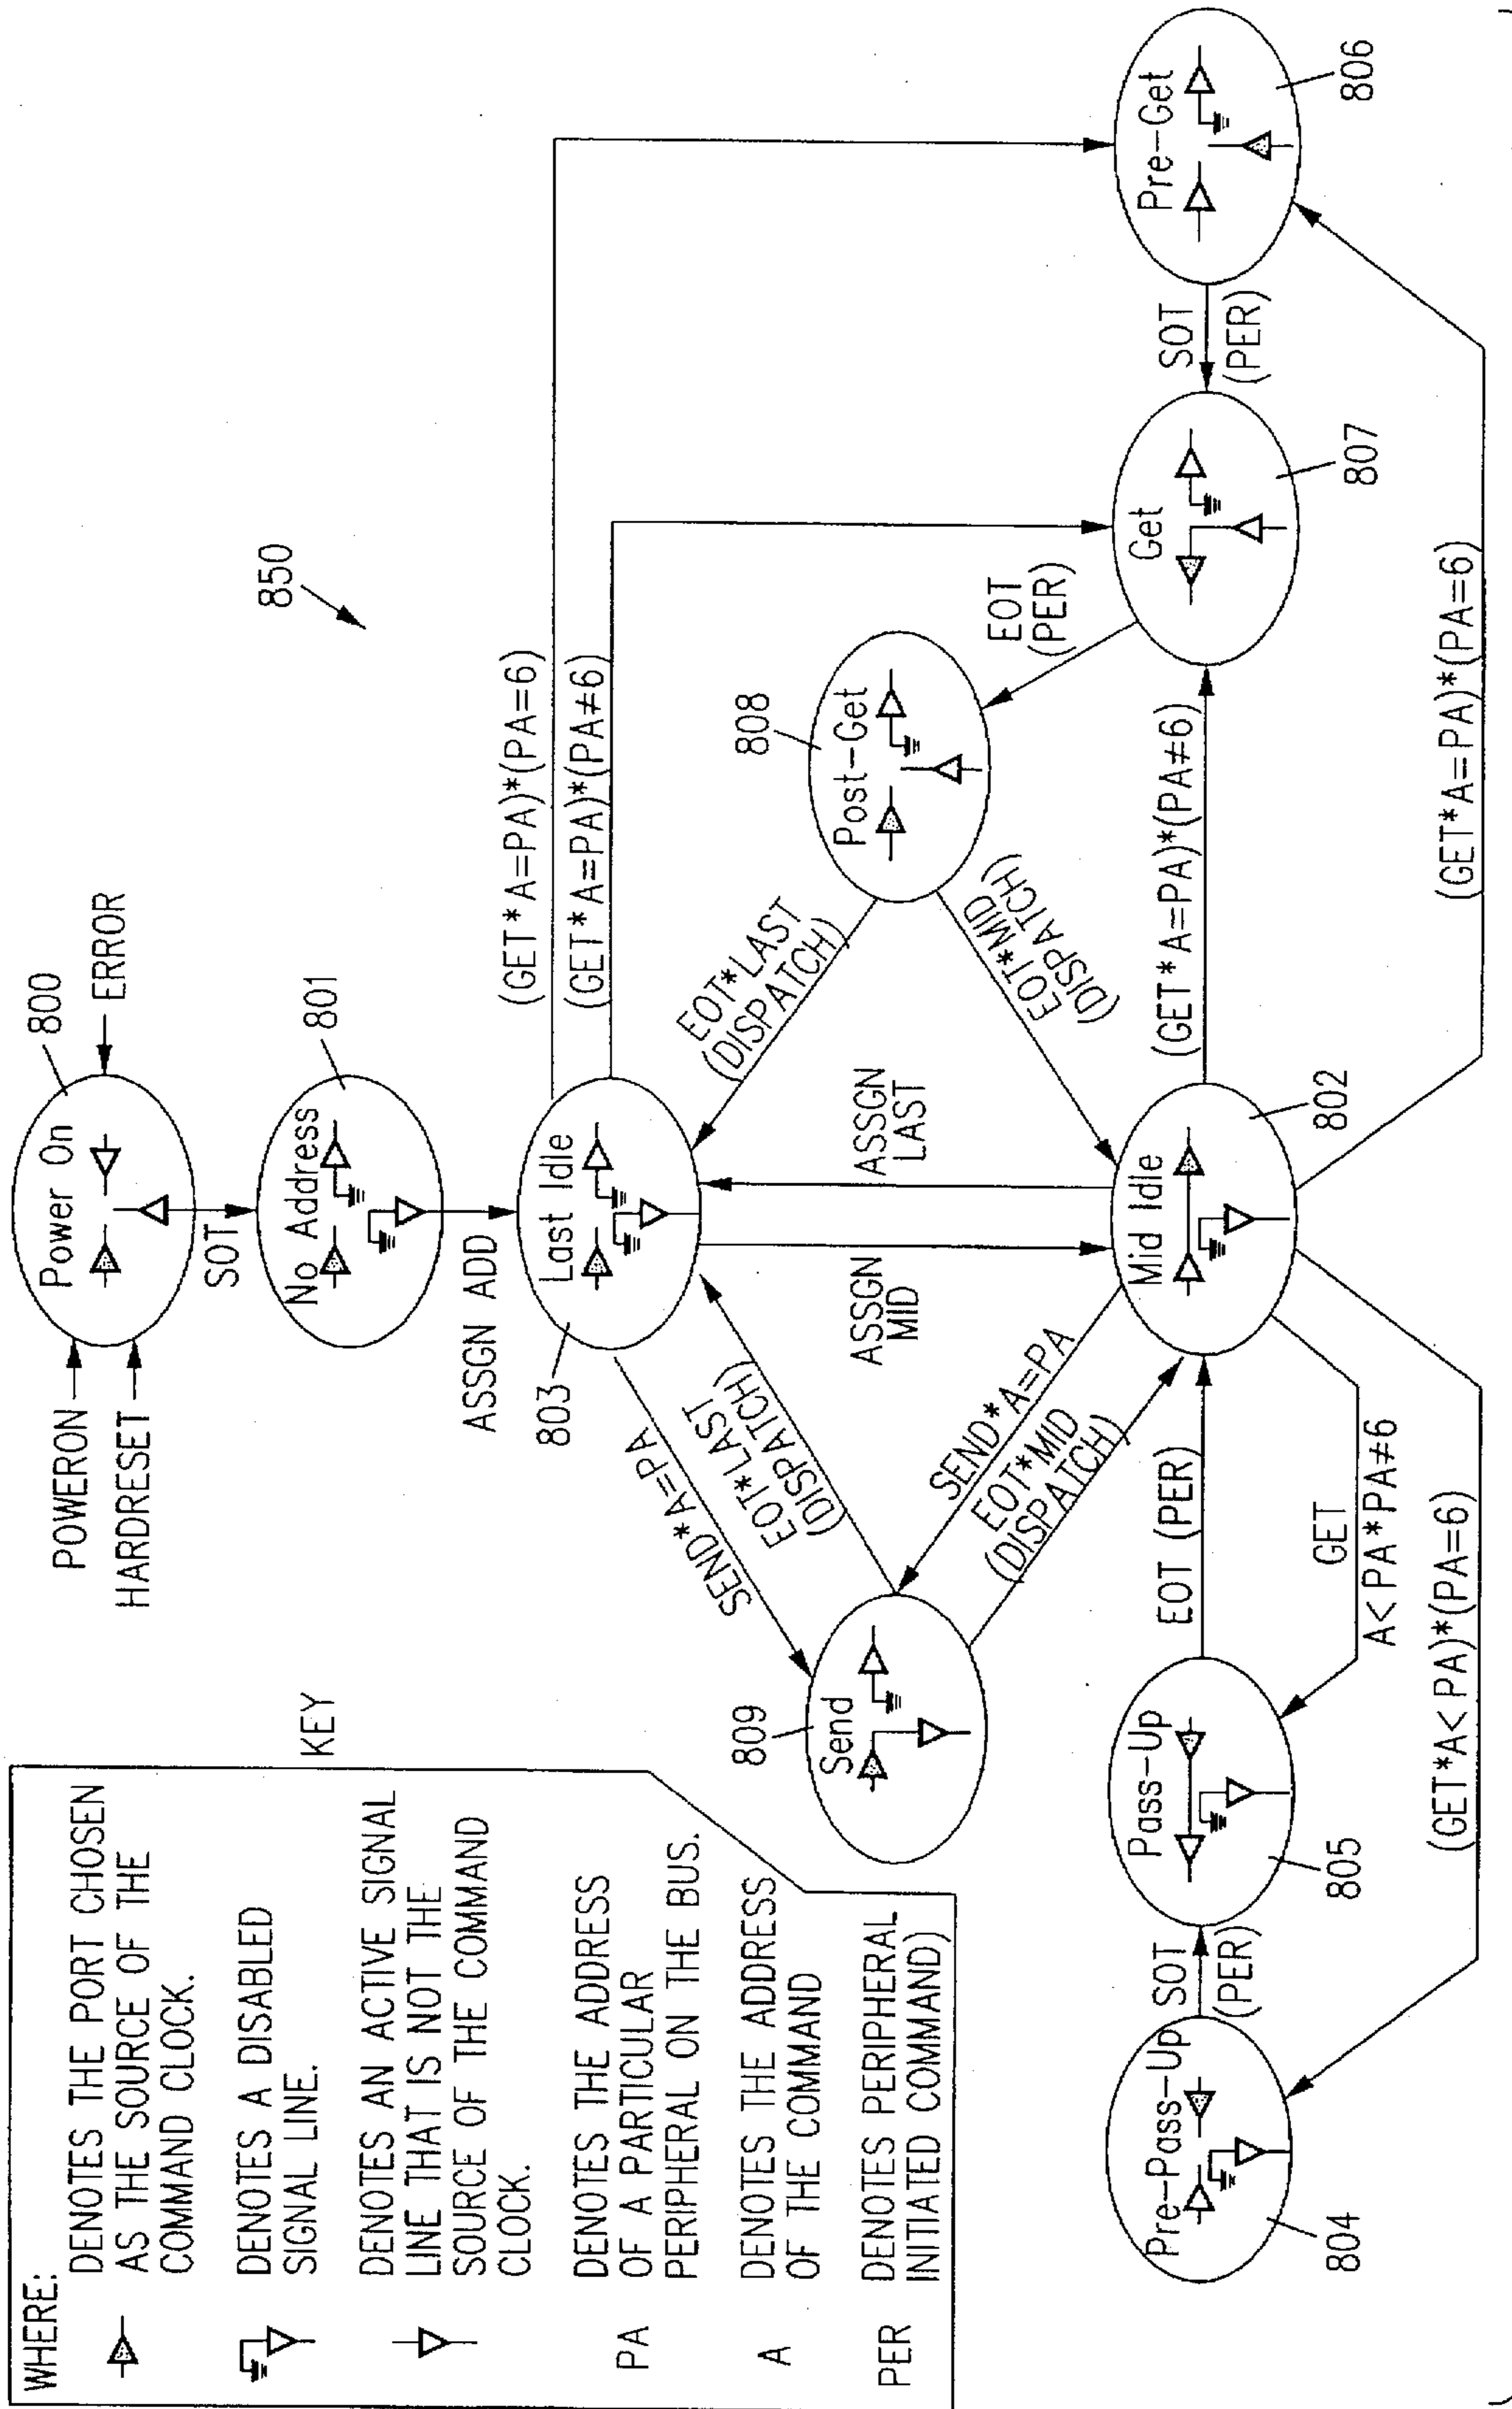 WHERE:
DENOTES THE PORT CHOSEN
AS THE SOURCE OF THE
COMMAND CLOCK.
DENOTES A DISABLED
SIGNAL LINE.
DENOTES AN ACTIVE SIGNAL
LINE THAT IS NOT THE
SOURCE OF THE COMMAND
CLOCK.
PA
DENOTES THE ADDRESS
OF A PARTICULAR
PERIPHERAL ON THE BUS.
A
DENOTES THE ADDRESS
OF THE COMMAND
PER
DENOTES PERIPHERAL
INITIATED COMMAND)
KEY
POWERON
HARDRESET
800
Power On
ERROR
SOT
801
No Address
ASSGN ADD
850
803
Last Idle
(GET*A=PA)*(PA=6)
(GET*A=PA)*(PA≠6)
SEND*A=PA
EOT*LAST
(DISPATCH)
ASSGN
MID
ASSGN
LAST
EOT*LAST
(DISPATCH)
EOT*MID
(DISPATCH)
808
Post-Get
EOT
(PER)
809
Send
SEND*A=PA
EOT*MID
(DISPATCH)
Pre-Pass-Up
804
SOT
(PER)
Pass-Up
805
EOT (PER)
GET
A<PA*PA≠6
Mid Idle
802
(GET*A=PA)*(PA≠6)
Get
807
SOT
(PER)
Pre-Get
806
(GET*A<PA)*(PA=6)
(GET*A=PA)*(PA=6)